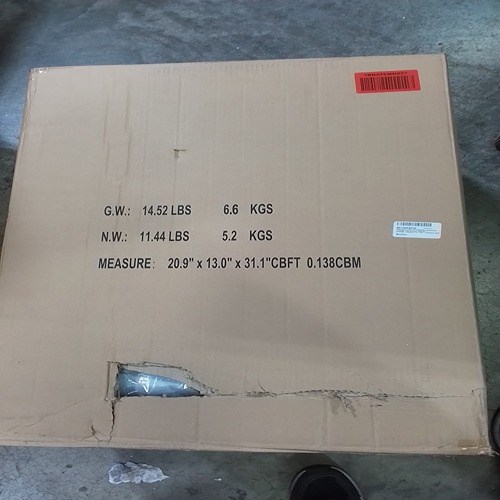 G.W.: 14.52 LBS 6.6 KGS
N.W.: 11.44 LBS 5.2 KGS
MEASURE: 20.9" x 13.0" x 31.1"CBFT 0.138CBM